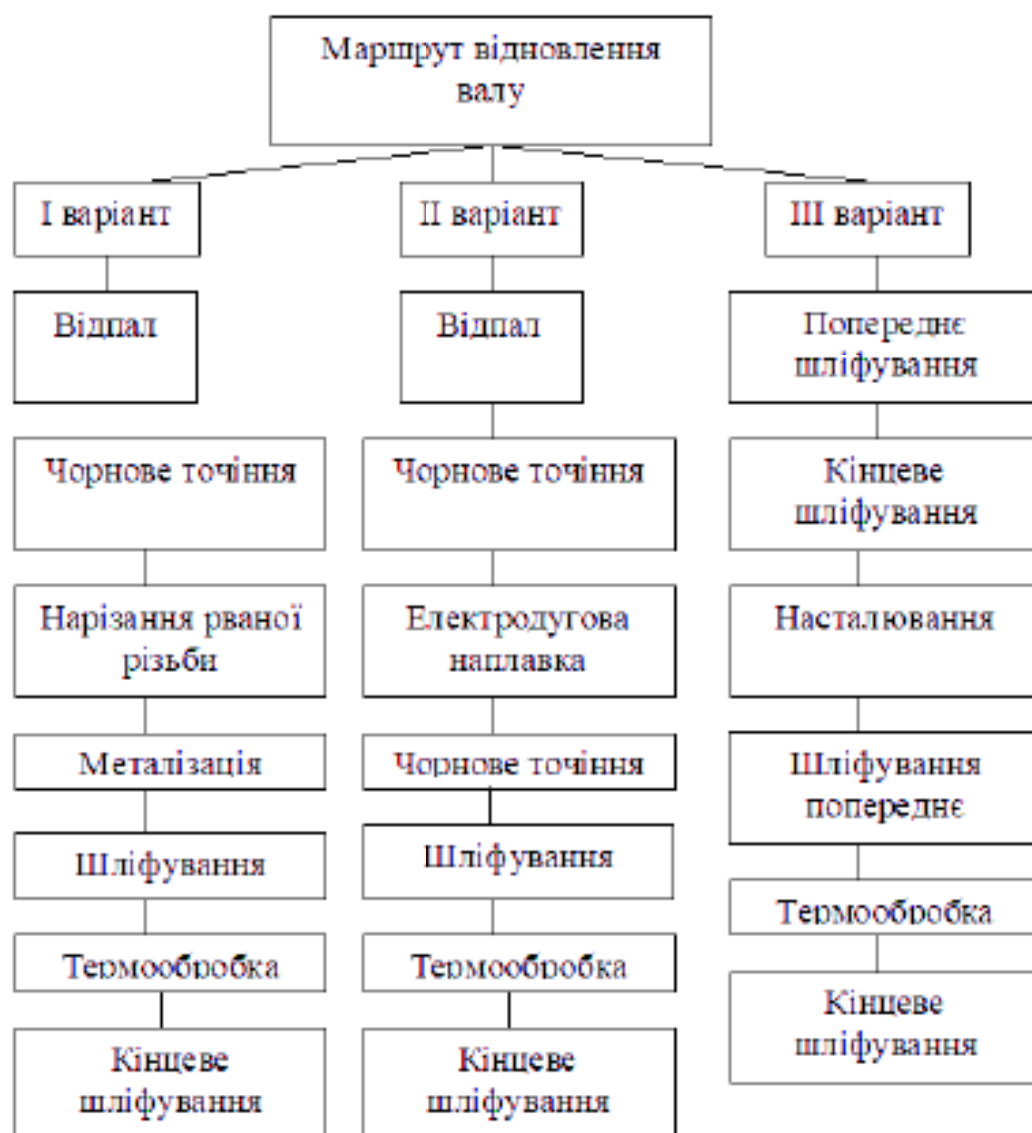 Маршрут відновлення
валу
І варіант
Відпал
Чорнове точіння
Нарізання рваної
різьби
Металізація
Шліфування
Термообробка
Кінцеве
шліфування
ІІ варіант
Відпал
Чорнове точіння
Електродугова
наплавка
Чорнове точіння
Шліфування
Термообробка
Кінцеве
шліфування
ІІІ варіант
Попереднє
шліфування
Кінцеве
шліфування
Насталювання
Шліфування
попереднє
Термообробка
Кінцеве
шліфування